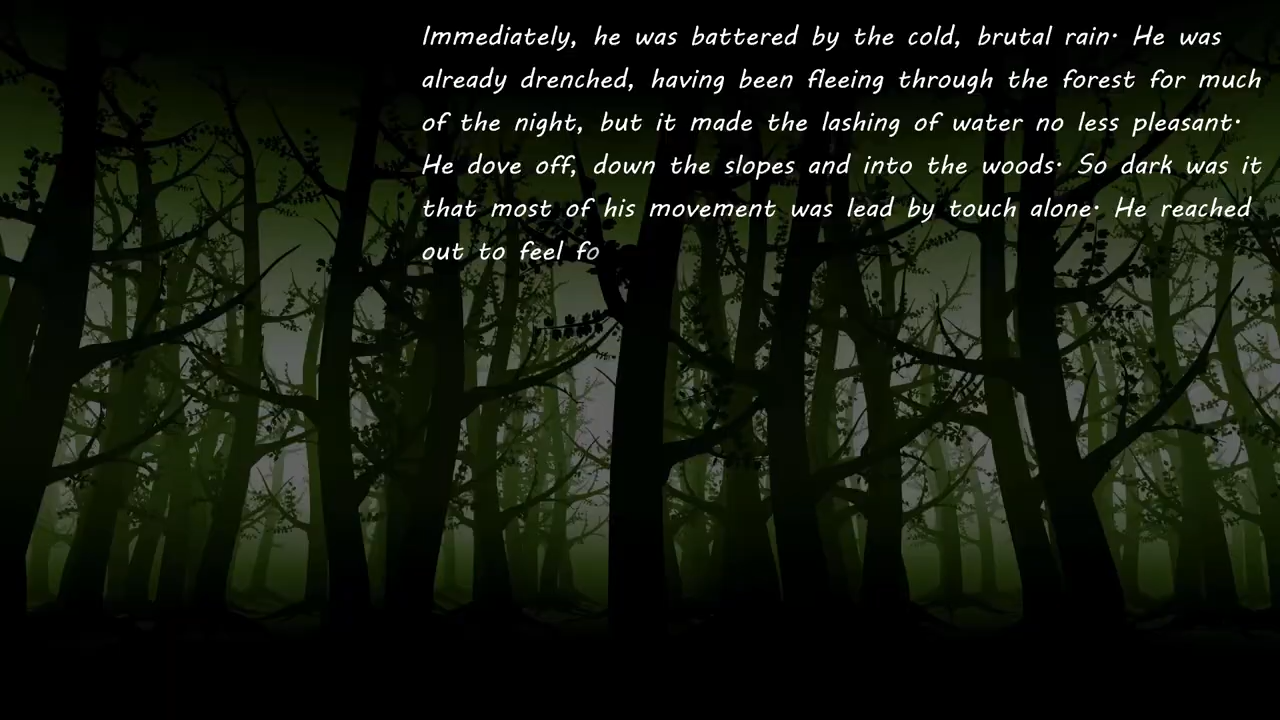 Immediately, he was battered by the cold, brutal rain. He was
already drenched, having been fleeing through the forest for much
of the night, but it made the lashing of water no less pleasant.
He dove off, down the slopes and into the woods. So dark was it
that most of his movement was lead by touch alone. He reached
out to feel fo